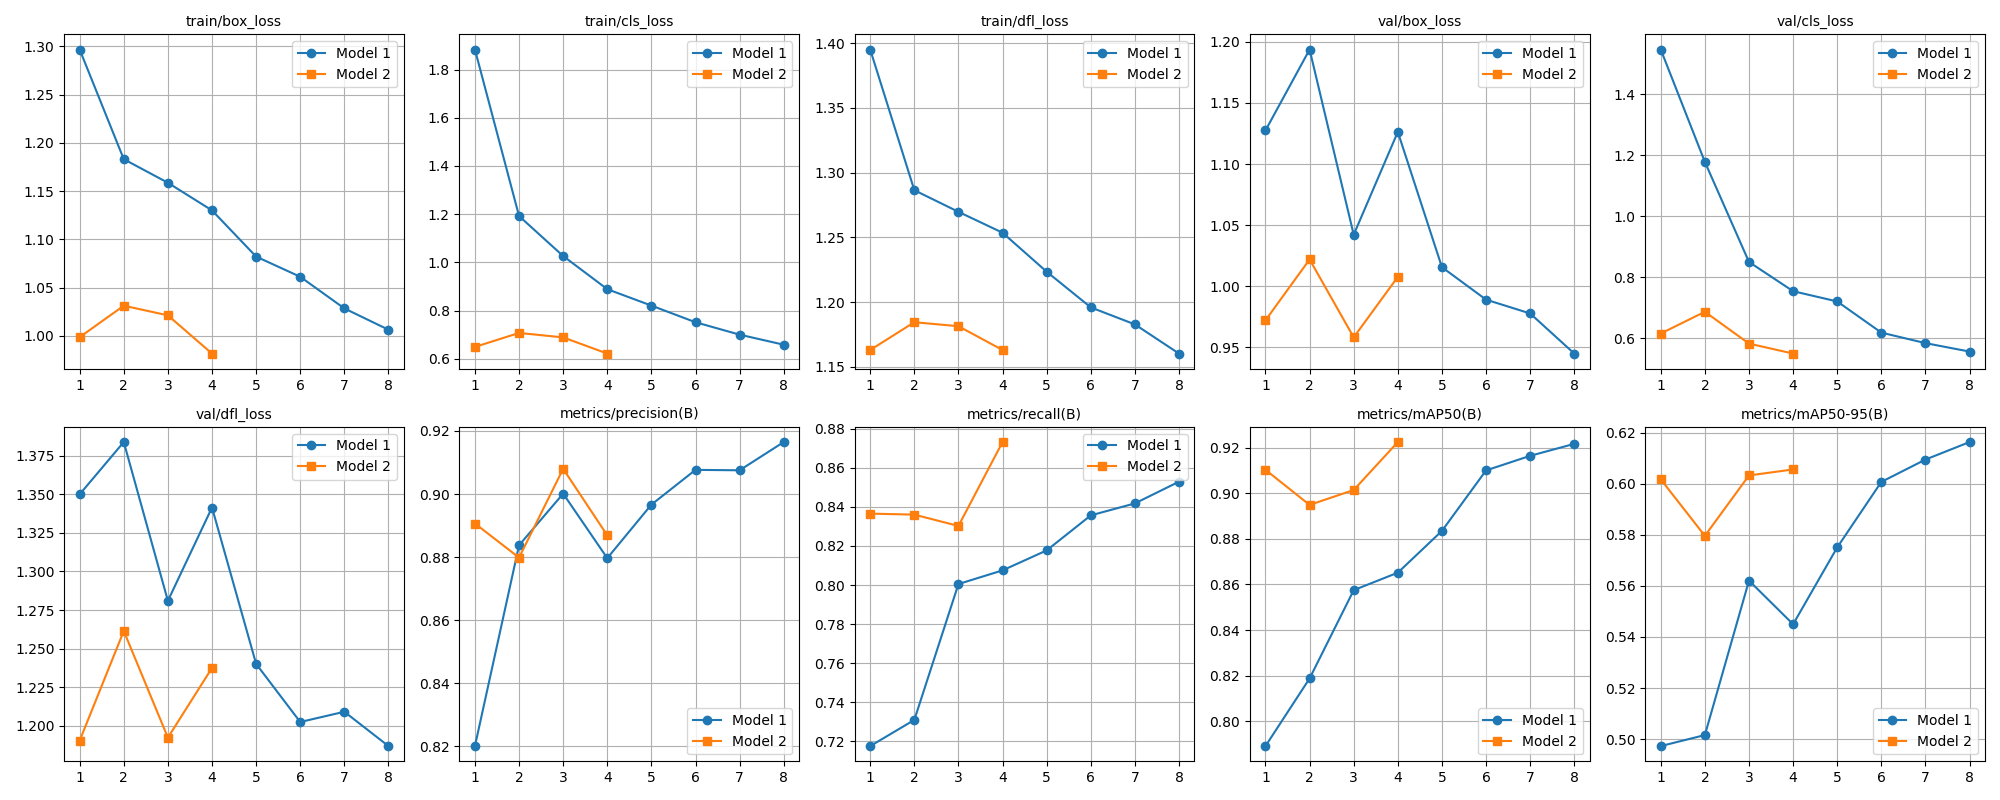 train/box_loss
1.30
1.25
1.20
1.15
1.10
1.05
1.00
1 2 3 4 5 6 7 8
Model 1
Model 2
train/cls_loss
1.8
1.6
1.4
1.2
1.0
0.8
0.6
1 2 3 4 5 6 7 8
Model 1
Model 2
train/dfl_loss
1.40
1.35
1.30
1.25
1.20
1.15
1 2 3 4 5 6 7 8
Model 1
Model 2
val/box_loss
1.20
1.15
1.10
1.05
1.00
0.95
1 2 3 4 5 6 7 8
Model 1
Model 2
val/cls_loss
1.4
1.2
1.0
0.8
0.6
1 2 3 4 5 6 7 8
Model 1
Model 2
val/dfl_loss
1.375
1.350
1.325
1.300
1.275
1.250
1.225
1.200
1 2 3 4 5 6 7 8
Model 1
Model 2
metrics/precision(B)
0.92
0.90
0.88
0.86
0.84
0.82
1 2 3 4 5 6 7 8
Model 1
Model 2
metrics/recall(B)
0.88
0.86
0.84
0.82
0.80
0.78
0.76
0.74
0.72
1 2 3 4 5 6 7 8
Model 1
Model 2
metrics/mAP50(B)
0.92
0.90
0.88
0.86
0.84
0.82
0.80
1 2 3 4 5 6 7 8
Model 1
Model 2
metrics/mAP50-95(B)
0.62
0.60
0.58
0.56
0.54
0.52
0.50
1 2 3 4 5 6 7 8
Model 1
Model 2